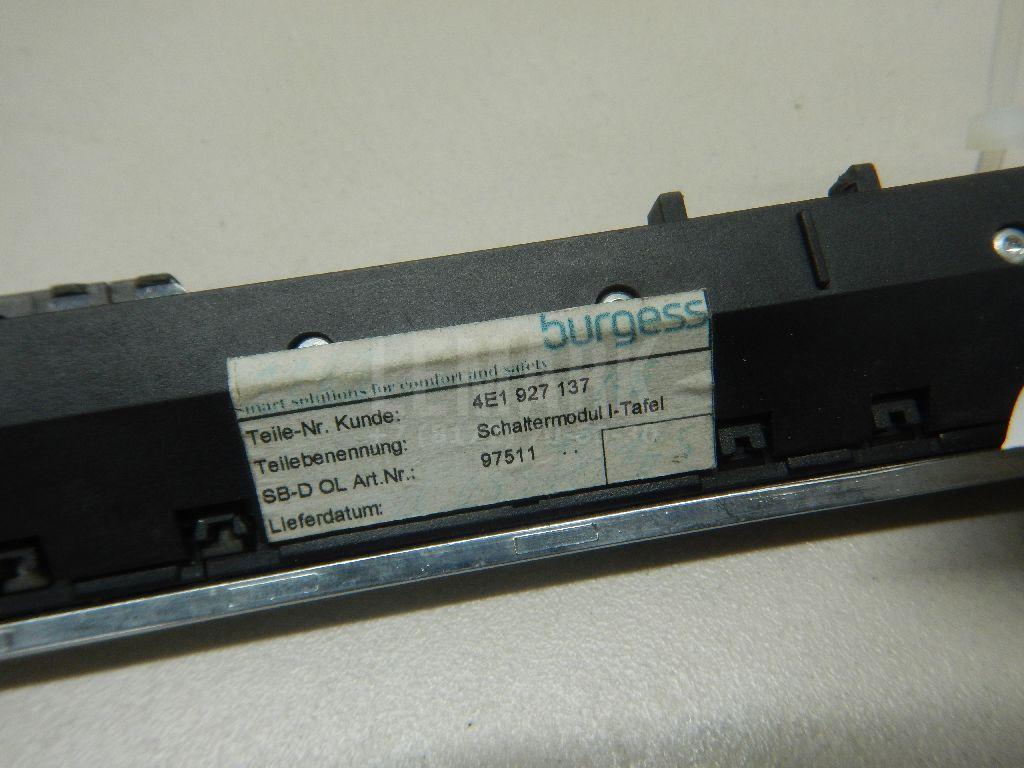 burgess
smart solutions for comfort and safety
Teile-Nr. Kunde: 4E1 927 137
Teilebenennung: Schaltermodul I-Tafel
SB-D OL Art.Nr.: 97511
Lieferdatum: